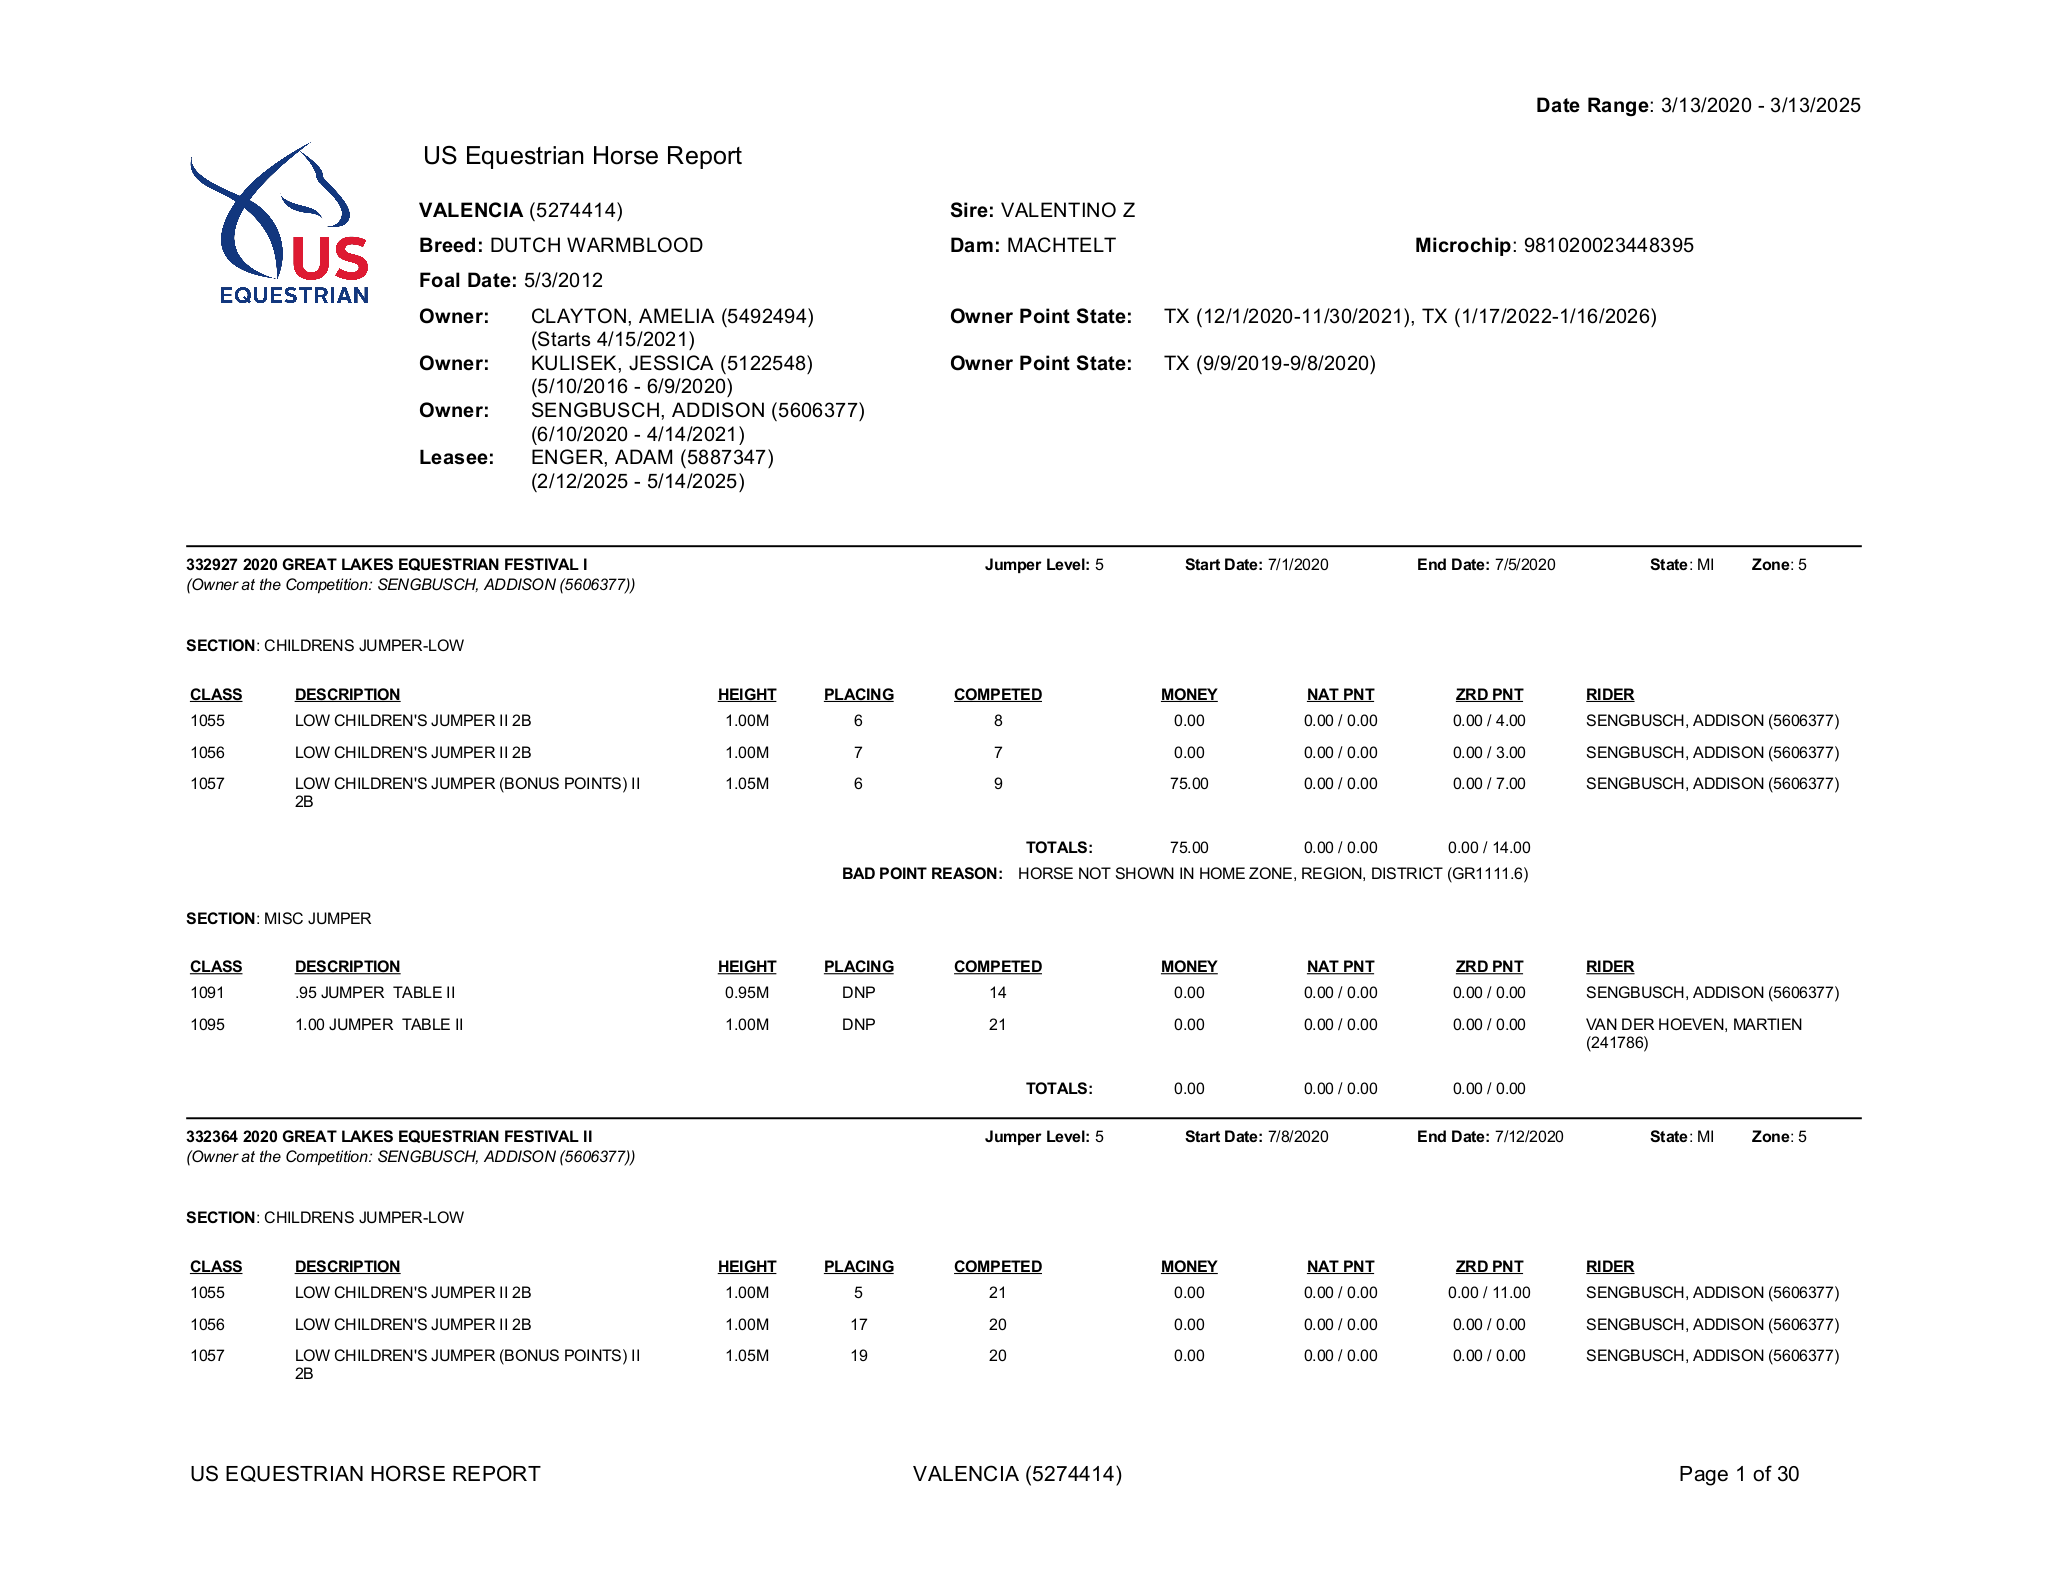 Date Range: 3/13/2020 - 3/13/2025
US EQUESTRIAN
US Equestrian Horse Report
VALENCIA (5274414) Sire: VALENTINO Z
Breed: DUTCH WARMBLOOD Dam: MACHTELT Microchip: 981020023448395
Foal Date: 5/3/2012
Owner: CLAYTON, AMELIA (5492494) Owner Point State: TX (12/1/2020-11/30/2021), TX (1/17/2022-1/16/2026)
(Starts 4/15/2021)
Owner: KULISEK, JESSICA (5122548) Owner Point State: TX (9/9/2019-9/8/2020)
(5/10/2016 - 6/9/2020)
Owner: SENGBUSCH, ADDISON (5606377)
(6/10/2020 - 4/14/2021)
Leasee: ENGER, ADAM (5887347)
(2/12/2025 - 5/14/2025)
332927 2020 GREAT LAKES EQUESTRIAN FESTIVAL I Jumper Level: 5 Start Date: 7/1/2020 End Date: 7/5/2020 State: MI Zone: 5
(Owner at the Competition: SENGBUSCH, ADDISON (5606377))
SECTION: CHILDRENS JUMPER-LOW
CLASS DESCRIPTION HEIGHT PLACING COMPETED MONEY NAT PNT ZRD PNT RIDER
1055 LOW CHILDREN'S JUMPER II 2B 1.00M 6 8 0.00 0.00 / 0.00 0.00 / 4.00 SENGBUSCH, ADDISON (5606377)
1056 LOW CHILDREN'S JUMPER II 2B 1.00M 7 7 0.00 0.00 / 0.00 0.00 / 3.00 SENGBUSCH, ADDISON (5606377)
1057 LOW CHILDREN'S JUMPER (BONUS POINTS) II 1.05M 6 9 75.00 0.00 / 0.00 0.00 / 7.00 SENGBUSCH, ADDISON (5606377)
2B
TOTALS: 75.00 0.00 / 0.00 0.00 / 14.00
BAD POINT REASON: HORSE NOT SHOWN IN HOME ZONE, REGION, DISTRICT (GR1111.6)
SECTION: MISC JUMPER
CLASS DESCRIPTION HEIGHT PLACING COMPETED MONEY NAT PNT ZRD PNT RIDER
1091 .95 JUMPER TABLE II 0.95M DNP 14 0.00 0.00 / 0.00 0.00 / 0.00 SENGBUSCH, ADDISON (5606377)
1095 1.00 JUMPER TABLE II 1.00M DNP 21 0.00 0.00 / 0.00 0.00 / 0.00 VAN DER HOEVEN, MARTIEN
(241786)
TOTALS: 0.00 0.00 / 0.00 0.00 / 0.00
332364 2020 GREAT LAKES EQUESTRIAN FESTIVAL II Jumper Level: 5 Start Date: 7/8/2020 End Date: 7/12/2020 State: MI Zone: 5
(Owner at the Competition: SENGBUSCH, ADDISON (5606377))
SECTION: CHILDRENS JUMPER-LOW
CLASS DESCRIPTION HEIGHT PLACING COMPETED MONEY NAT PNT ZRD PNT RIDER
1055 LOW CHILDREN'S JUMPER II 2B 1.00M 5 21 0.00 0.00 / 0.00 0.00 / 11.00 SENGBUSCH, ADDISON (5606377)
1056 LOW CHILDREN'S JUMPER II 2B 1.00M 17 20 0.00 0.00 / 0.00 0.00 / 0.00 SENGBUSCH, ADDISON (5606377)
1057 LOW CHILDREN'S JUMPER (BONUS POINTS) II 1.05M 19 20 0.00 0.00 / 0.00 0.00 / 0.00 SENGBUSCH, ADDISON (5606377)
2B
US EQUESTRIAN HORSE REPORT VALENCIA (5274414) Page 1 of 30